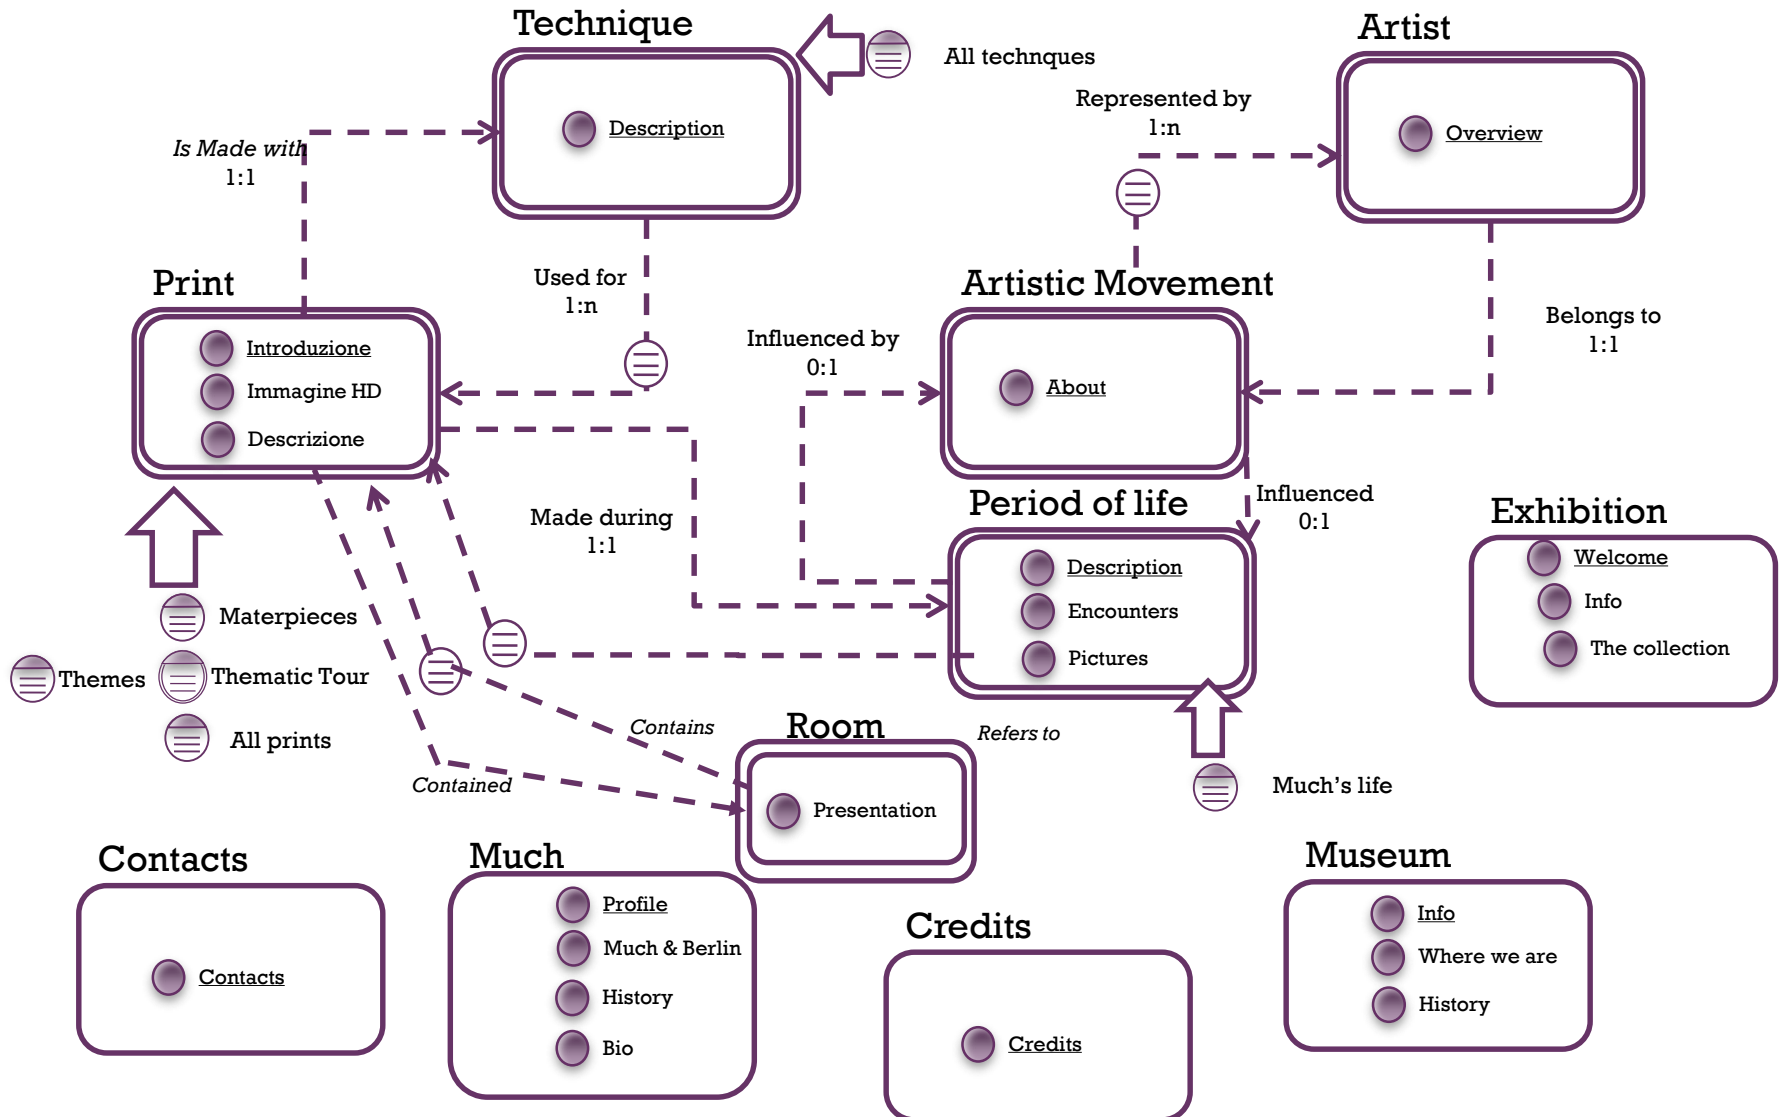 Technique
Artist
All technques
Description
Represented by
1:n
Overview
Is Made with
1:1
Print
Used for
1:n
Artistic Movement
Influenced by
0:1
Belongs to
1:1
Introduzione
Immagine HD
Descrizione
About
Made during
1:1
Period of life
Influenced
0:1
Exhibition
Description
Encounters
Pictures
Welcome
Info
The collection
Materpieces
Themes
Thematic Tour
All prints
Contains
Room
Refers to
Contained
Presentation
Much's life
Contacts
Much
Museum
Contacts
Profile
Much & Berlin
History
Bio
Credits
Credits
Info
Where we are
History